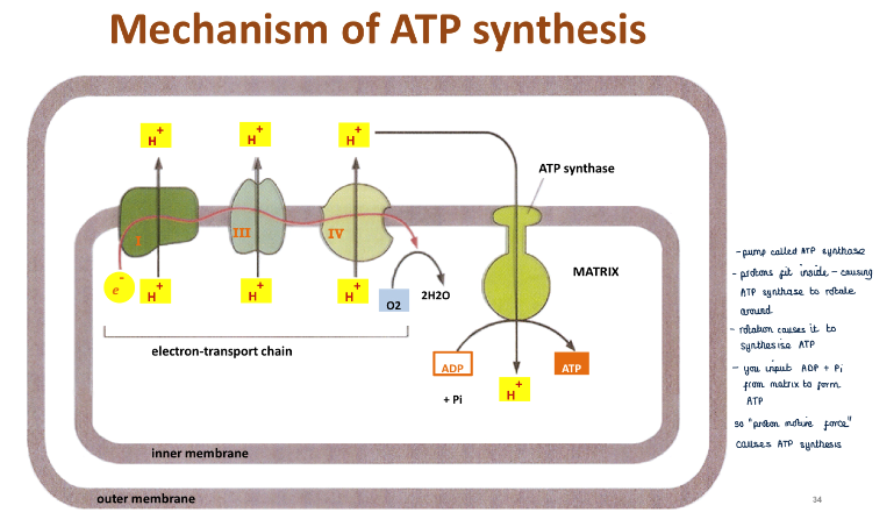 Mechanism of ATP synthesis
H+
H+
H+
ATP synthase
I
III
IV
MATRIX
e-
H+
H+
H+
O2
2H2O
electron-transport chain
ADP
ATP
+ Pi
H+
inner membrane
outer membrane
- pump called ATP synthase
- protons fit inside - causing
ATP synthase to rotate
around
- rotation causes it to
synthesise ATP
- you input ADP + Pi
from matrix to form
ATP
so "proton motive force"
causes ATP synthesis
34